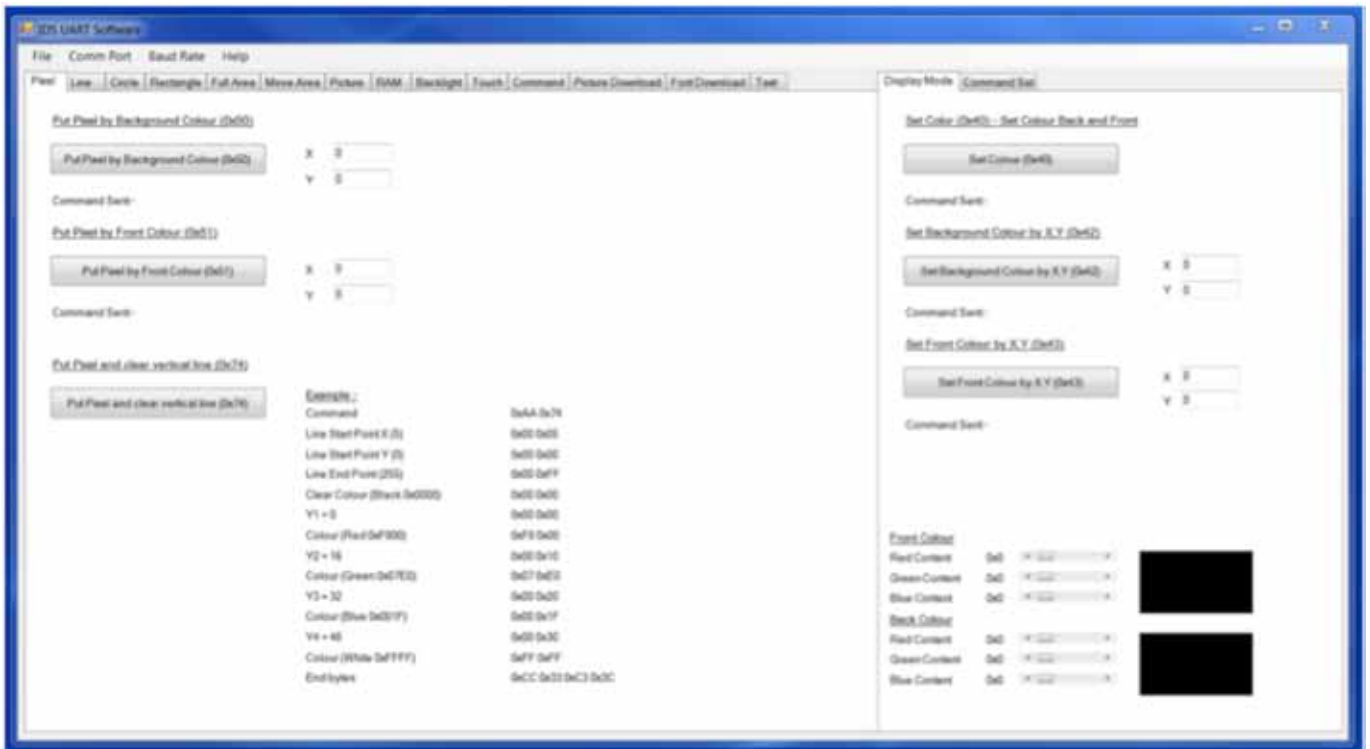 IDS UART Software
File Comm Port Baud Rate Help
Pixel Line Circle Rectangle Full Area Move Area Picture RAM Backlight Touch Command Picture Download Font Download Text
Display Mode Command Set
Put Pixel by Background Colour (0x50)
Put Pixel by Background Colour (0x50)
X 0
Y 0
Command Sent:-
Put Pixel by Front Colour (0x51)
Put Pixel by Front Colour (0x51)
X 0
Y 0
Command Sent:-
Put Pixel and clear vertical line (0x74)
Put Pixel and clear vertical line (0x74)
Example :
Command 0xAA 0x74
Line Start Point X (0) 0x00 0x00
Line Start Point Y (0) 0x00 0x00
Line End Point (255) 0x00 0xFF
Clear Colour (Black 0x0000) 0x00 0x00
Y1 = 0 0x00 0x00
Colour (Red 0xF800) 0xF8 0x00
Y2 = 16 0x00 0x10
Colour (Green 0x07E0) 0x07 0xE0
Y3 = 32 0x00 0x20
Colour (Blue 0x001F) 0x00 0x1F
Y4 = 48 0x00 0x30
Colour (White 0xFFFF) 0xFF 0xFF
End bytes 0xCC 0x33 0xC3 0x3C
Set Color (0x40) - Set Colour Back and Front
Set Colour (0x40)
Command Sent:-
Set Background Colour by X,Y (0x42)
Set Background Colour by X,Y (0x42)
X 0
Y 0
Command Sent:-
Set Front Colour by X,Y (0x43)
Set Front Colour by X,Y (0x43)
X 0
Y 0
Command Sent:-
Front Colour
Red Content 0x0
Green Content 0x0
Blue Content 0x0
Back Colour
Red Content 0x0
Green Content 0x0
Blue Content 0x0